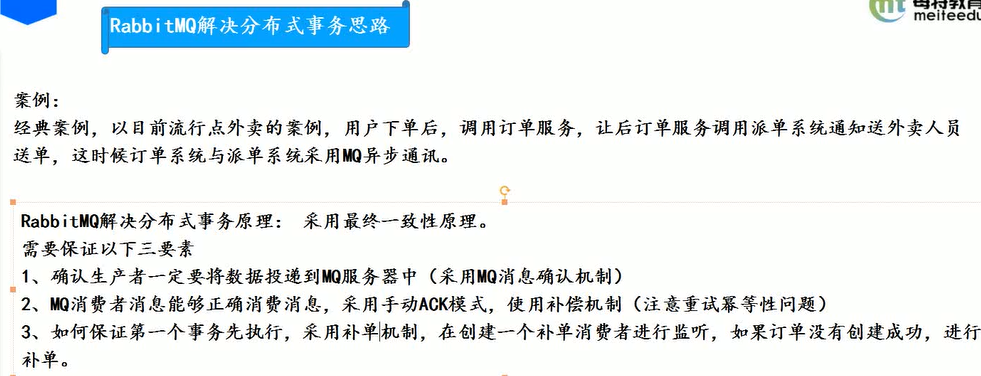 RabbitMQ解决分布式事务思路
每特教育
meiteedu
案例：
经典案例，以目前流行点外卖的案例，用户下单后，调用订单服务，让后订单服务调用派单系统通知送外卖人员
送单，这时候订单系统与派单系统采用MQ异步通讯。
RabbitMQ解决分布式事务原理： 采用最终一致性原理。
需要保证以下三要素
1、确认生产者一定要将数据投递到MQ服务器中（采用MQ消息确认机制）
2、MQ消费者消息能够正确消费消息，采用手动ACK模式，使用补偿机制（注意重试幂等性问题）
3、如何保证第一个事务先执行，采用补单机制，在创建一个补单消费者进行监听，如果订单没有创建成功，进行
补单。